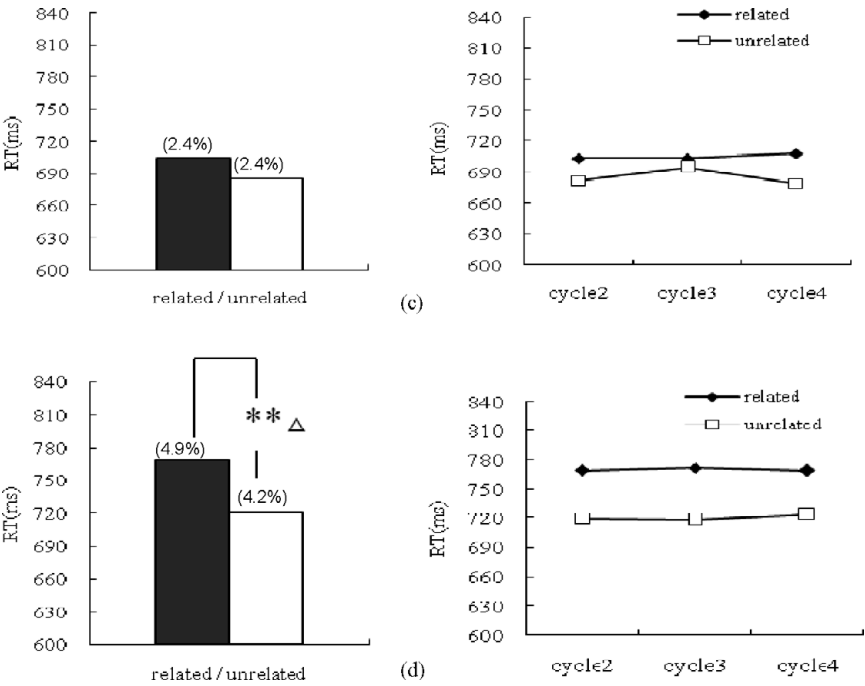 840
810
780
750
720
690
660
630
600
RT(ms)
(2.4%)
(2.4%)
related / unrelated
840
810
780
750
720
690
660
630
600
RT(ms)
related
unrelated
cycle2 cycle3 cycle4
(c)
840
810
780
750
720
690
660
630
600
RT(ms)
(4.9%)
(4.2%)
**△
related / unrelated
840
810
780
750
720
690
660
630
600
RT(ms)
related
unrelated
cycle2 cycle3 cycle4
(d)